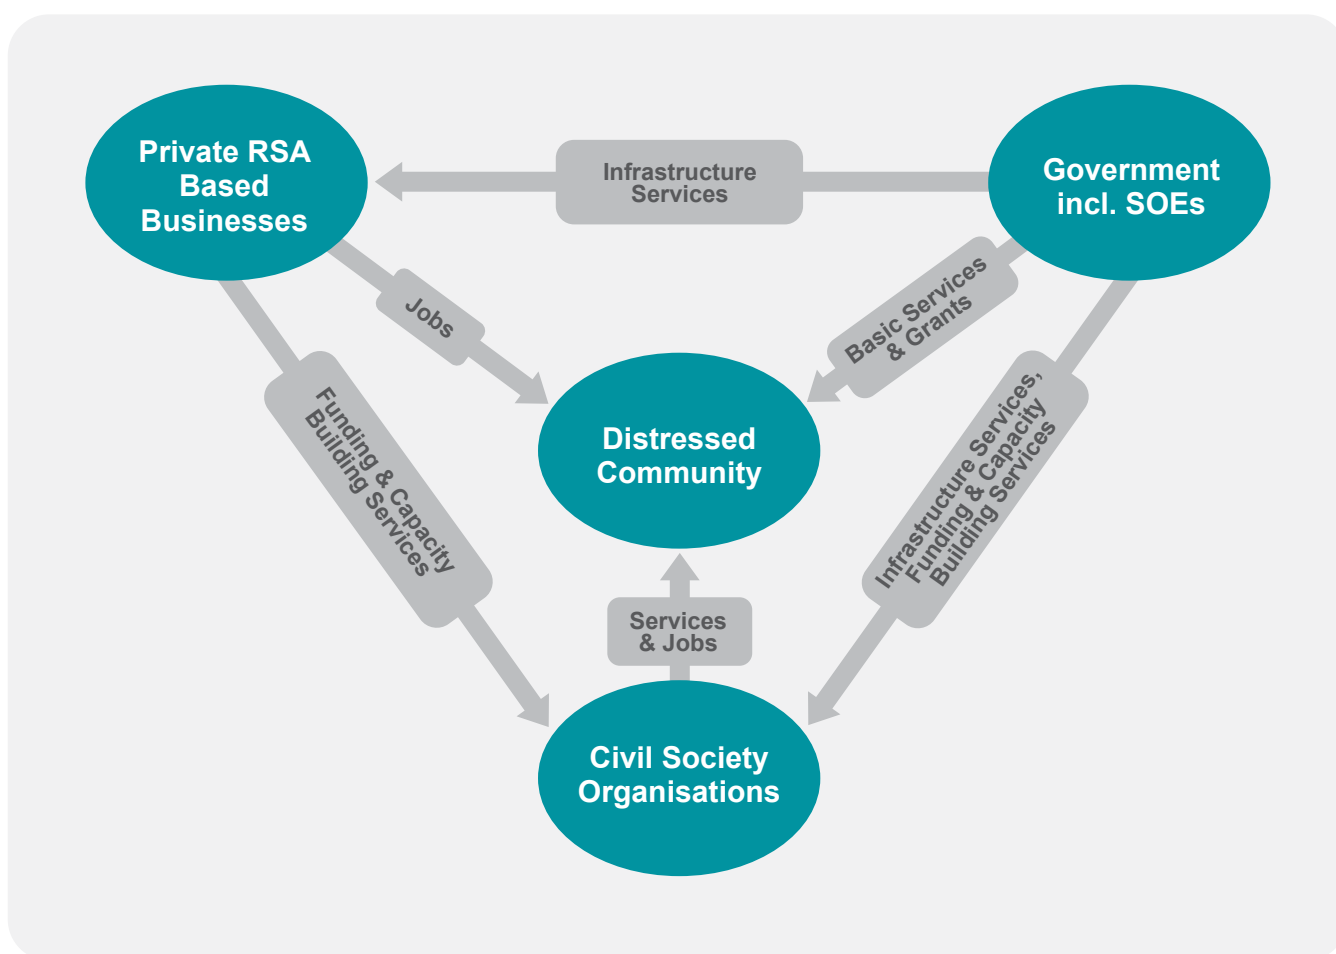 Private RSA
Based
Businesses
Infrastructure
Services
Government
incl. SOEs
Jobs
Basic Services
& Grants
Funding & Capacity
Building Services
Distressed
Community
Infrastructure Services,
Funding & Capacity
Building Services
Services
& Jobs
Civil Society
Organisations